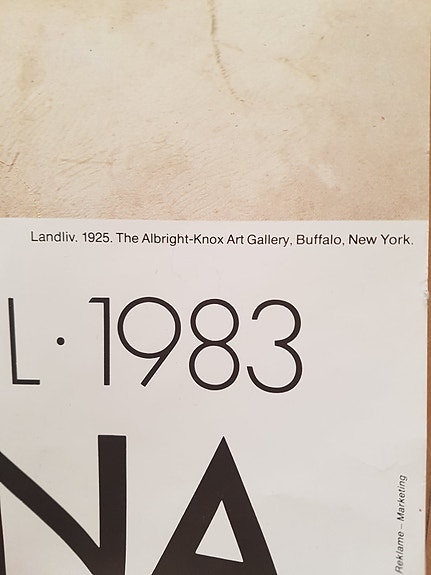 Landliv. 1925. The Albright-Knox Art Gallery, Buffalo, New York.
L · 1983
NA
Reklame – Marketing